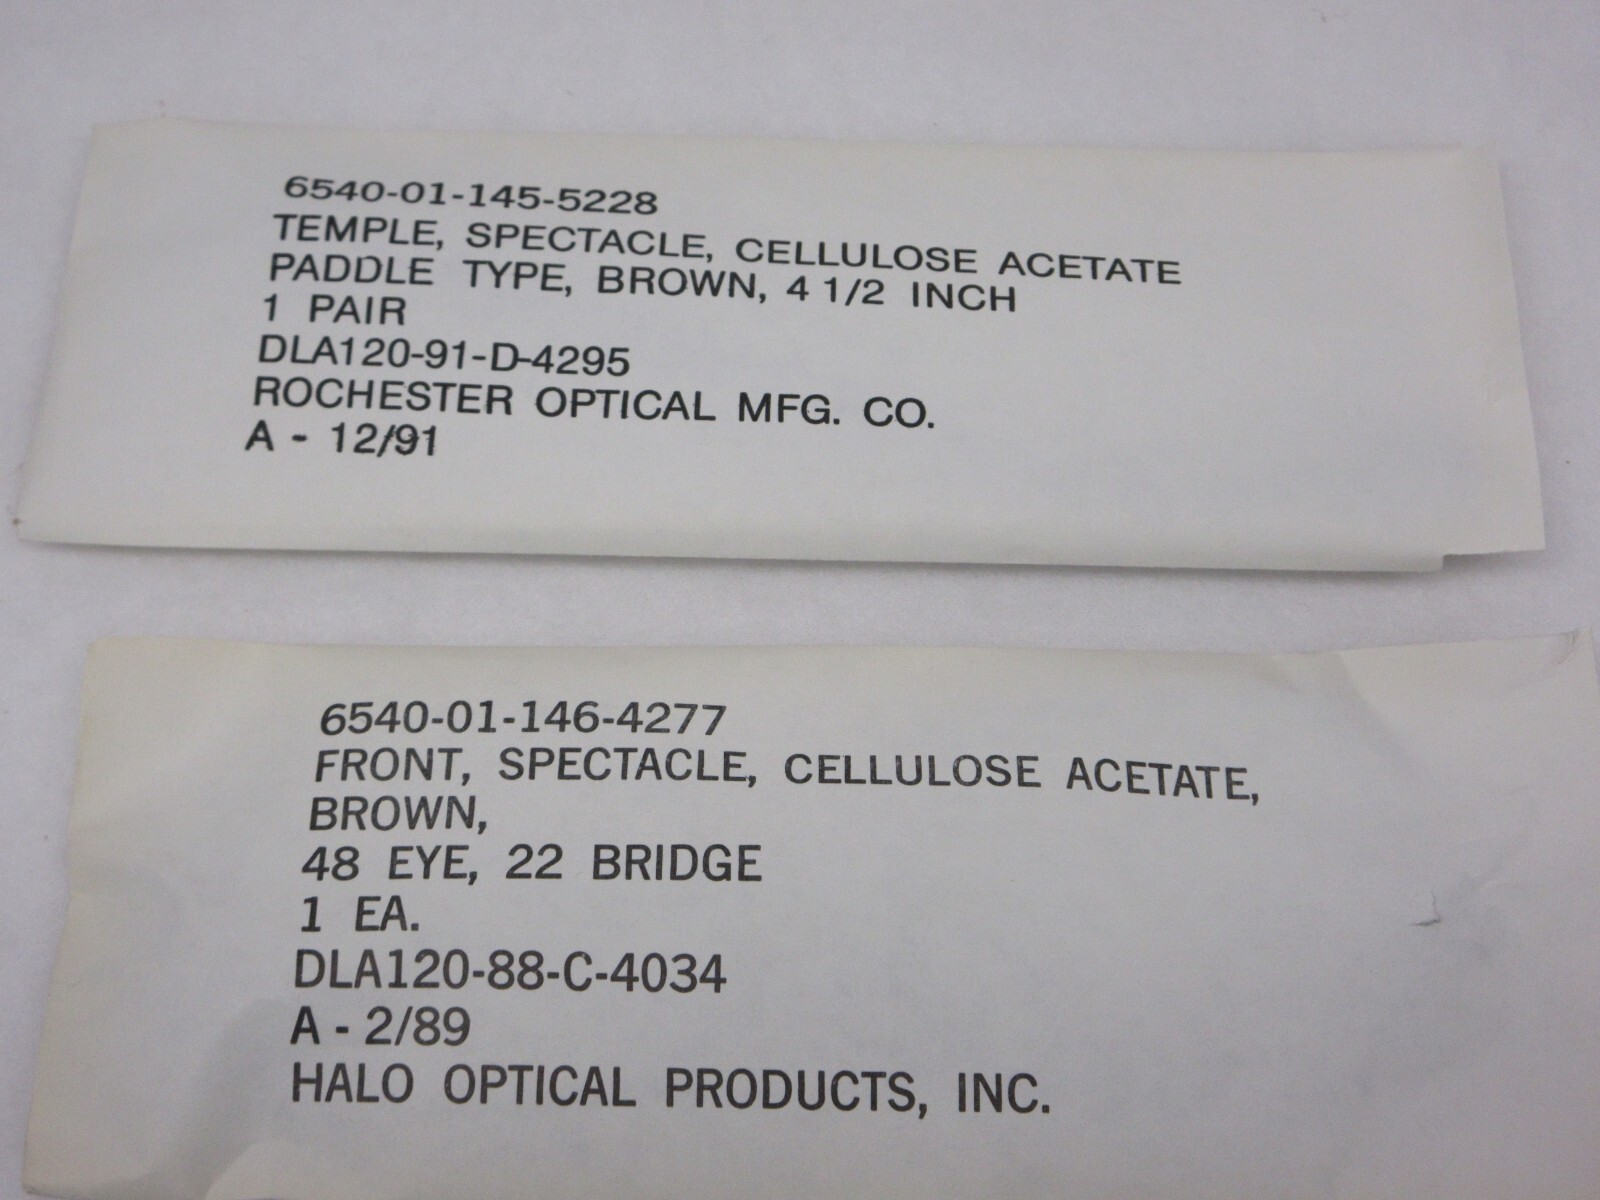 6540-01-145-5228
TEMPLE, SPECTACLE, CELLULOSE ACETATE
PADDLE TYPE, BROWN, 4 1/2 INCH
1 PAIR
DLA120-91-D-4295
ROCHESTER OPTICAL MFG. CO.
A - 12/91
6540-01-146-4277
FRONT, SPECTACLE, CELLULOSE ACETATE,
BROWN,
48 EYE, 22 BRIDGE
1 EA.
DLA120-88-C-4034
A - 2/89
HALO OPTICAL PRODUCTS, INC.